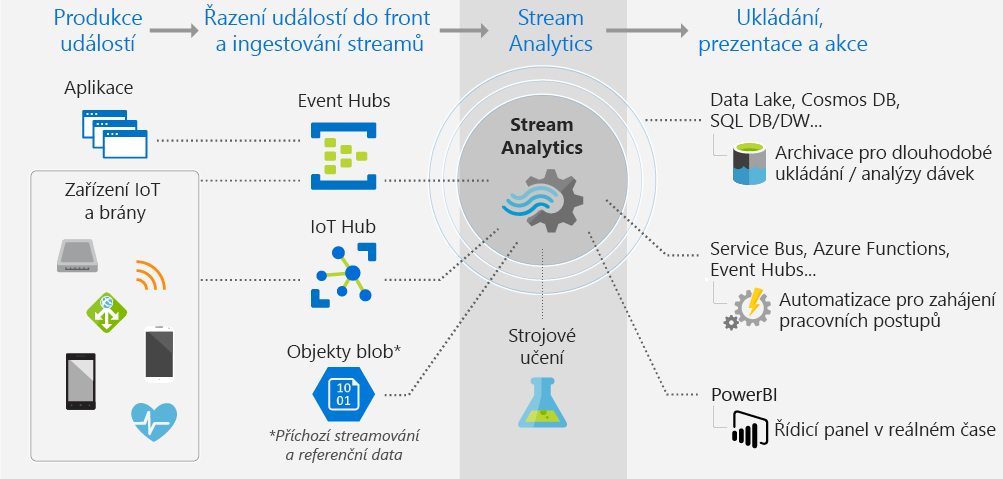 Produkce
událostí
Řazení událostí do front
a ingestování streamů
Stream
Analytics
Ukládání,
prezentace a akce
Aplikace
Zařízení IoT
a brány
Event Hubs
IoT Hub
Objekty blob*
10
01
*Příchozí streamování
a referenční data
Stream
Analytics
Strojové
učení
Data Lake, Cosmos DB,
SQL DB/DW...
Archivace pro dlouhodobé
ukládání / analýzy dávek
Service Bus, Azure Functions,
Event Hubs...
Automatizace pro zahájení
pracovních postupů
PowerBI
Řídicí panel v reálném čase